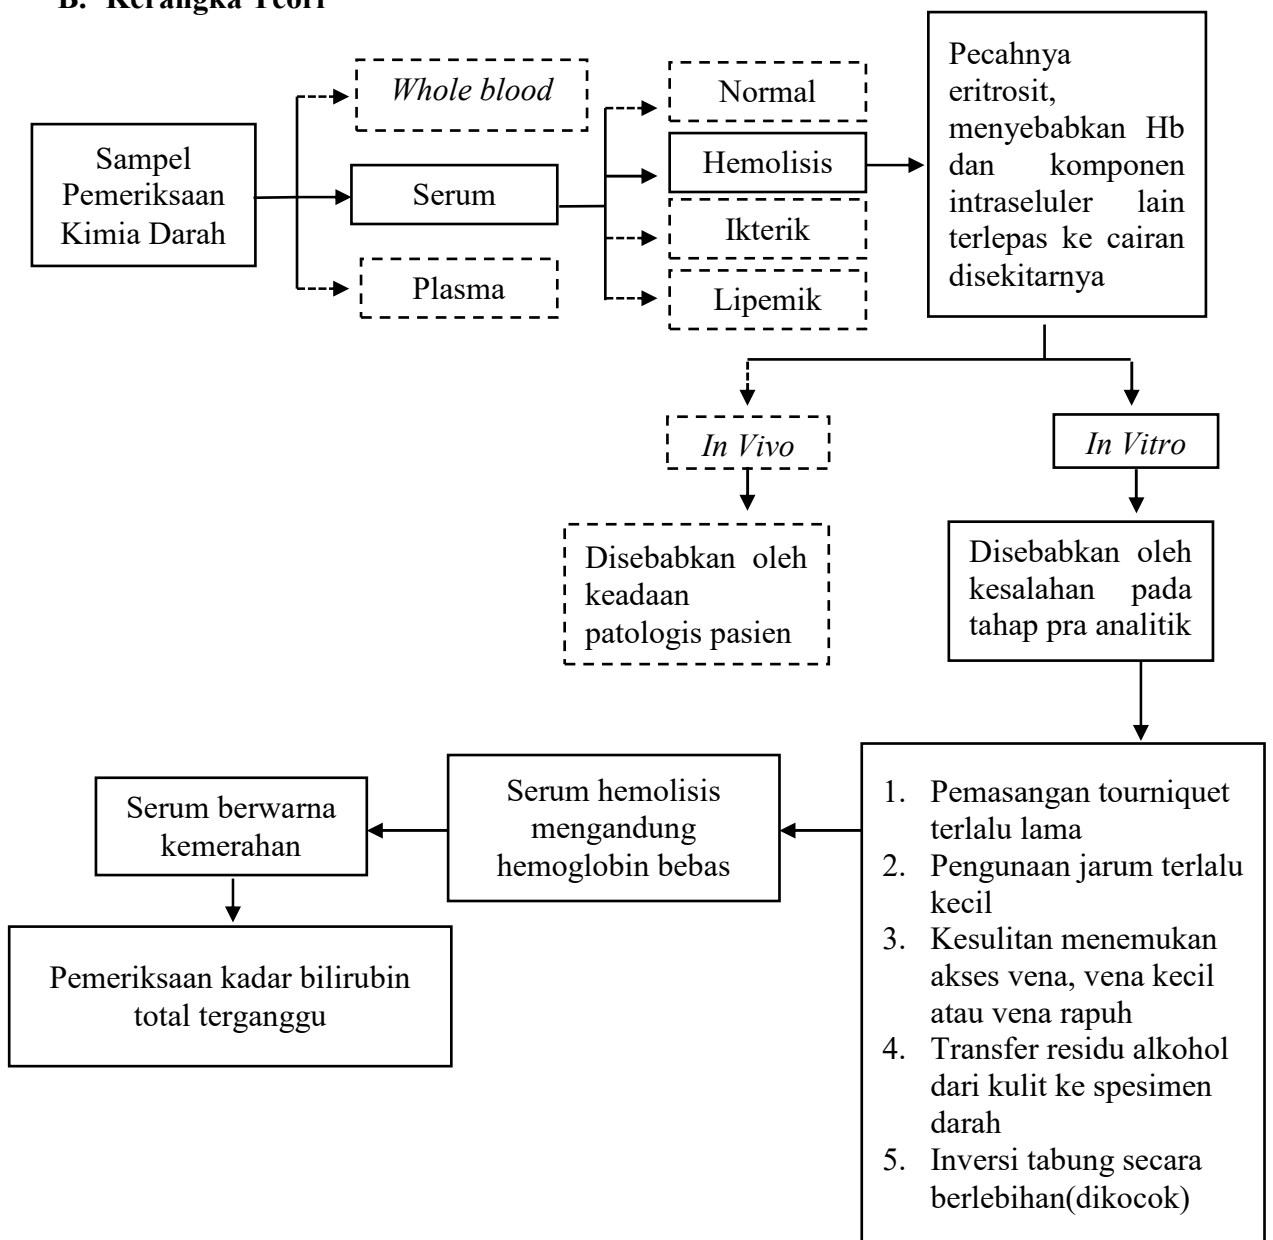 B. Kerangka Teori
Sampel
Pemeriksaan
Kimia Darah
Whole blood
Serum
Plasma
Normal
Hemolisis
Ikterik
Lipemik
Pecahnya
eritrosit,
menyebabkan Hb
dan komponen
intraseluler lain
terlepas ke cairan
disekitarnya
In Vivo
In Vitro
Disebabkan oleh
keadaan
patologis pasien
Disebabkan oleh
kesalahan pada
tahap pra analitik
1. Pemasangan tourniquet
terlalu lama
2. Pengunaan jarum terlalu
kecil
3. Kesulitan menemukan
akses vena, vena kecil
atau vena rapuh
4. Transfer residu alkohol
dari kulit ke spesimen
darah
5. Inversi tabung secara
berlebihan(dikocok)
Serum hemolisis
mengandung
hemoglobin bebas
Serum berwarna
kemerahan
Pemeriksaan kadar bilirubin
total terganggu